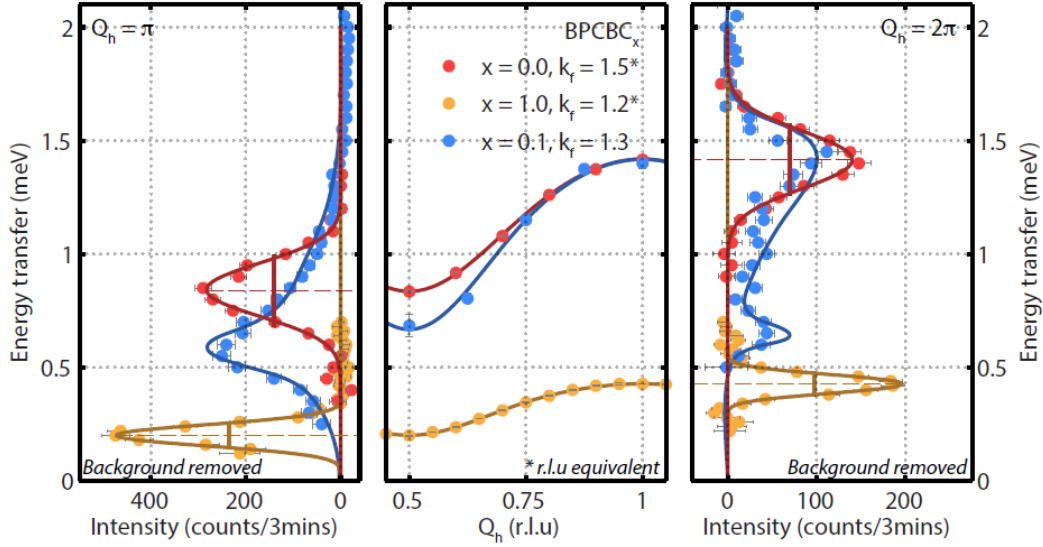 Q_h = π
Energy transfer (meV)
2
1.5
1
0.5
0
Background removed
400
200
0
Intensity (counts/3mins)
BPCBC_x
x = 0.0, k_f = 1.5*
x = 1.0, k_f = 1.2*
x = 0.1, k_f = 1.3
* r.l.u equivalent
0.5
0.75
1
Q_h (r.l.u)
Q_h = 2π
Background removed
0
100
200
Intensity (counts/3mins)
2
1.5
1
0.5
0
Energy transfer (meV)